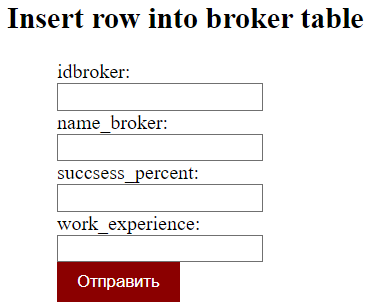 Insert row into broker table
idbroker:
name_broker:
succsess_percent:
work_experience:
Отправить